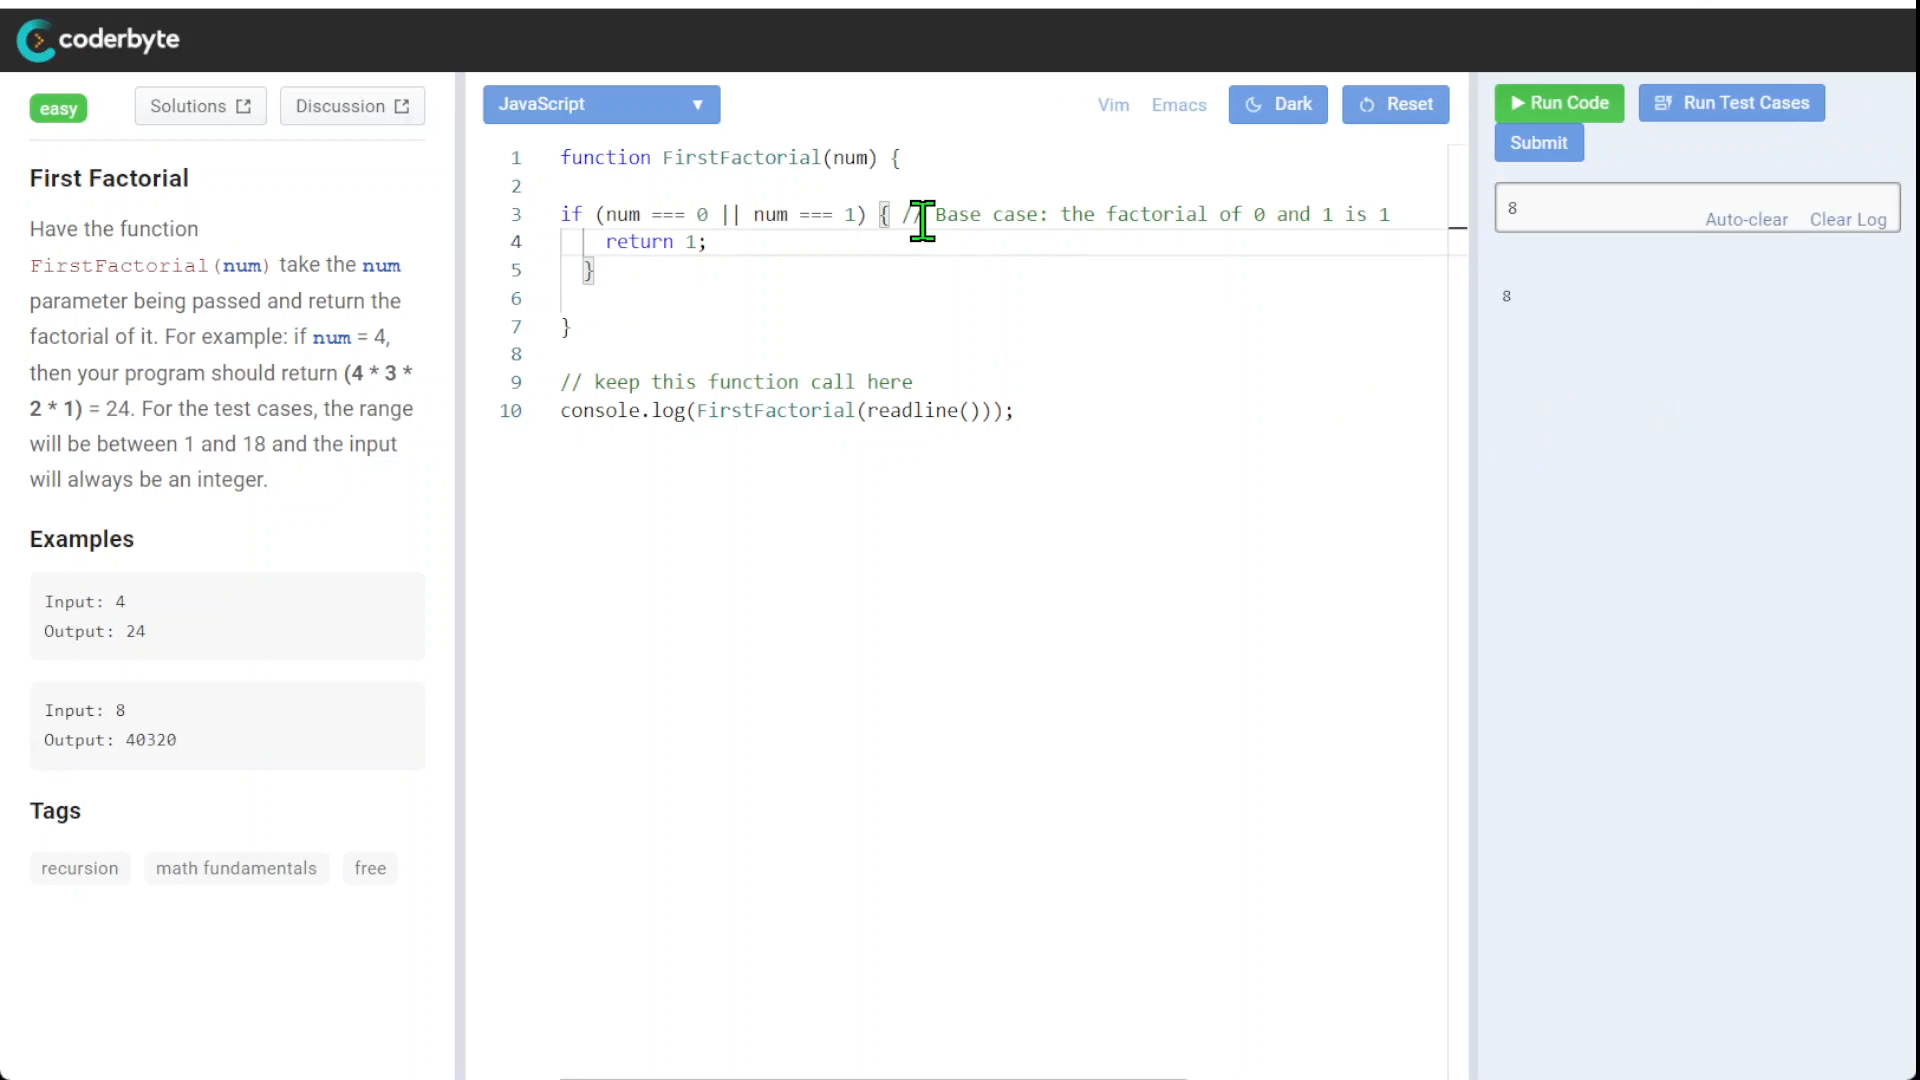 coderbyte
easy
Solutions
Discussion
First Factorial
Have the function
FirstFactorial(num) take the num
parameter being passed and return the
factorial of it. For example: if num = 4,
then your program should return (4 * 3 *
2 * 1) = 24. For the test cases, the range
will be between 1 and 18 and the input
will always be an integer.
Examples
Input: 4
Output: 24
Input: 8
Output: 40320
Tags
recursion math fundamentals free
JavaScript
Vim Emacs Dark Reset
1 function FirstFactorial(num) {
2
3 if (num === 0 || num === 1) { // Base case: the factorial of 0 and 1 is 1
4 return 1;
5 }
6
7 }
8
9 // keep this function call here
10 console.log(FirstFactorial(readline()));
Run Code Run Test Cases
Submit
8
Auto-clear Clear Log
8